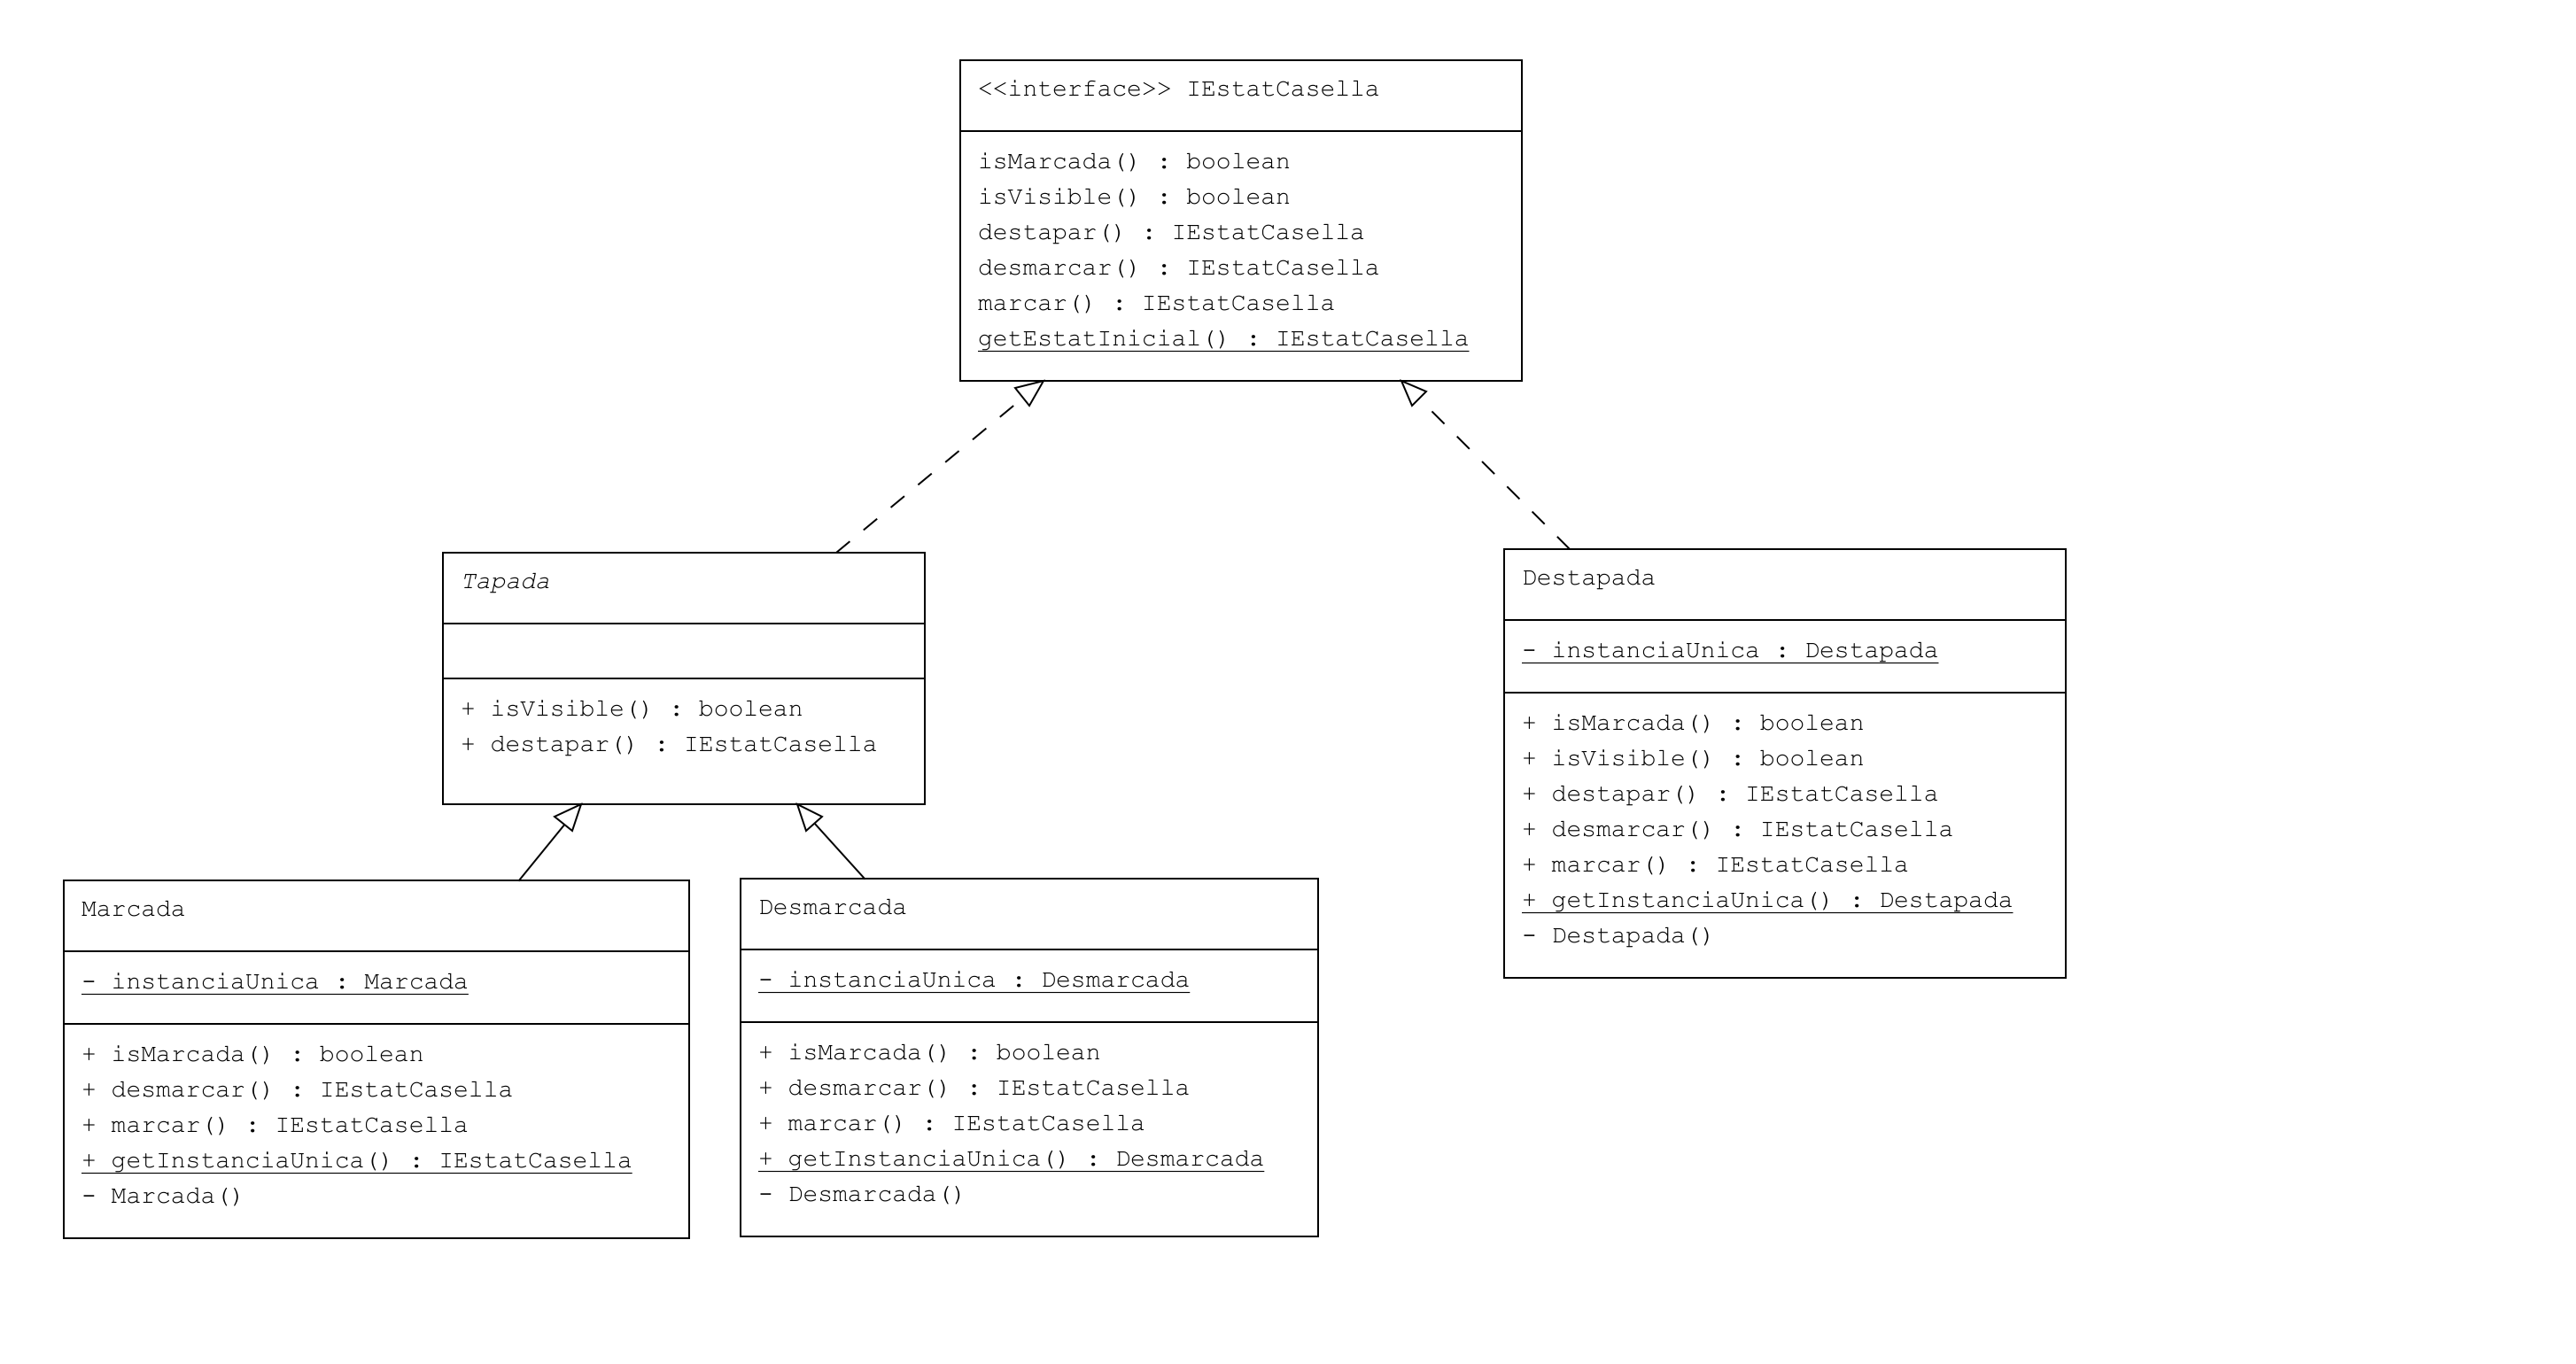 <<interface>> IEstatCasella
isMarcada() : boolean
isVisible() : boolean
destapar() : IEstatCasella
desmarcar() : IEstatCasella
marcar() : IEstatCasella
getEstatInicial() : IEstatCasella
Tapada
+ isVisible() : boolean
+ destapar() : IEstatCasella
Destapada
- instanciaUnica : Destapada
+ isMarcada() : boolean
+ isVisible() : boolean
+ destapar() : IEstatCasella
+ desmarcar() : IEstatCasella
+ marcar() : IEstatCasella
+ getInstanciaUnica() : Destapada
- Destapada()
Marcada
- instanciaUnica : Marcada
+ isMarcada() : boolean
+ desmarcar() : IEstatCasella
+ marcar() : IEstatCasella
+ getInstanciaUnica() : IEstatCasella
- Marcada()
Desmarcada
- instanciaUnica : Desmarcada
+ isMarcada() : boolean
+ desmarcar() : IEstatCasella
+ marcar() : IEstatCasella
+ getInstanciaUnica() : Desmarcada
- Desmarcada()